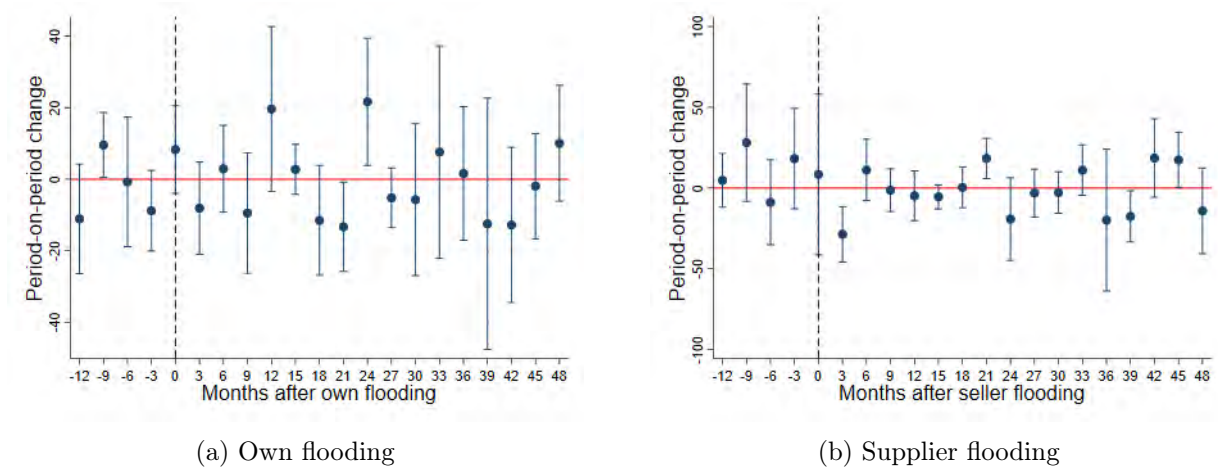 40
20
0
-20
-40
Period-on-period change
-12 -9 -6 -3 0 3 6 9 12 15 18 21 24 27 30 33 36 39 42 45 48
Months after own flooding
(a) Own flooding
100
50
0
-50
-100
Period-on-period change
-12 -9 -6 -3 0 3 6 9 12 15 18 21 24 27 30 33 36 39 42 45 48
Months after seller flooding
(b) Supplier flooding